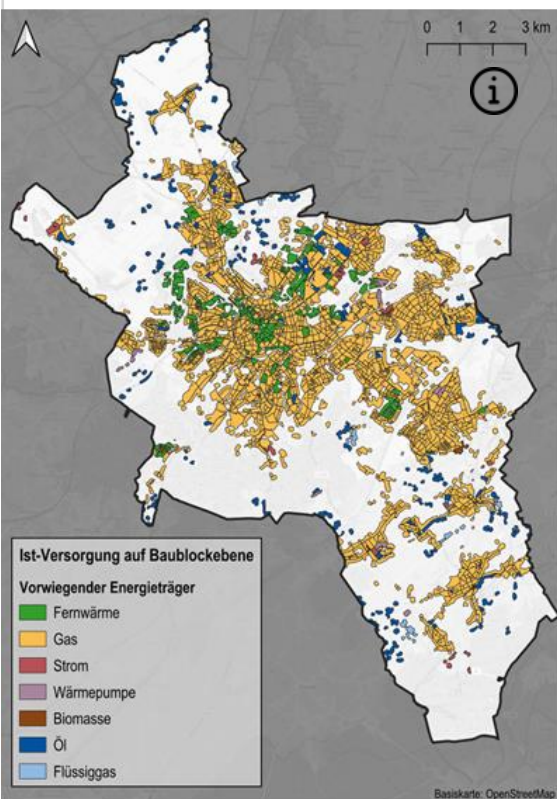 0 1 2 3 km
i
Ist-Versorgung auf Baublockebene
Vorwiegender Energieträger
Fernwärme
Gas
Strom
Wärmepumpe
Biomasse
Öl
Flüssiggas
Basiskarte: OpenStreetMap